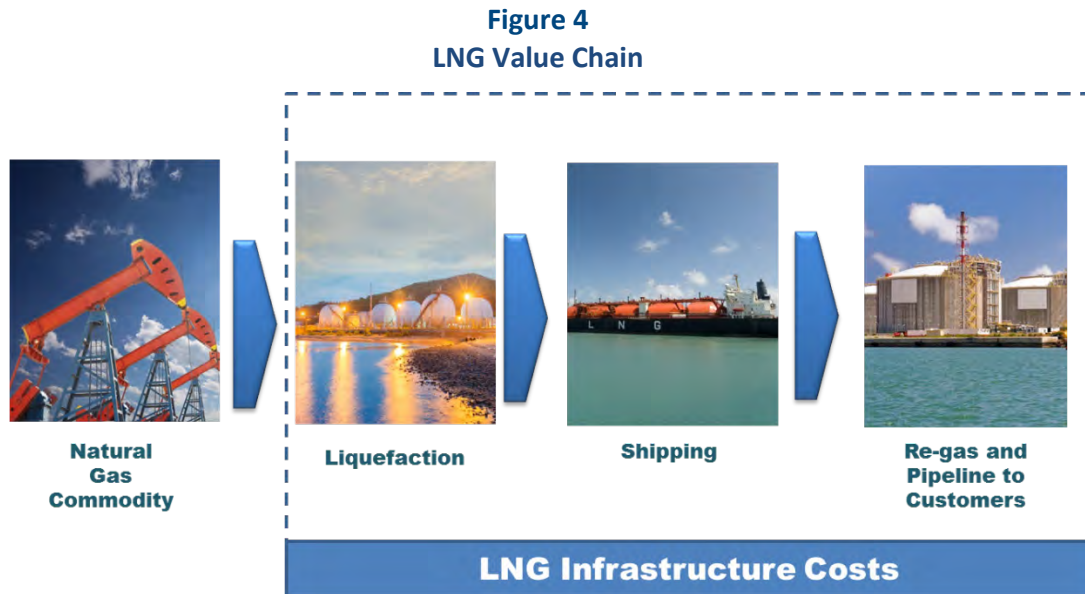 Figure 4
LNG Value Chain
L N G
Natural
Gas
Commodity
Liquefaction
Shipping
Re-gas and
Pipeline to
Customers
LNG Infrastructure Costs